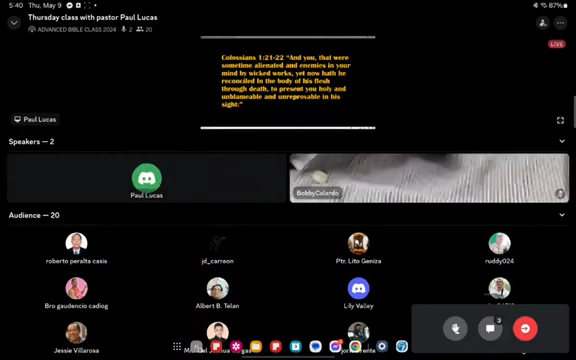 5:40 Thu, May 9
87%
Thursday class with pastor Paul Lucas
ADVANCED BIBLE CLASS 2024 2 20
LIVE
Colossians 1:21-22 "And you, that were
sometime alienated and enemies in your
mind by wicked works, yet now hath he
reconciled In the body of his flesh
through death, to present you holy and
unblameable and unreprovable in his
sight:"
Paul Lucas
Speakers – 2
Paul Lucas
BobbyColardo
Audience – 20
roberto peralta casis
jd_carreon
Ptr. Lito Geniza
ruddy024
Bro gaudencio cadiog
Albert B. Telan
Lily Valley
3
Jessie Villarosa